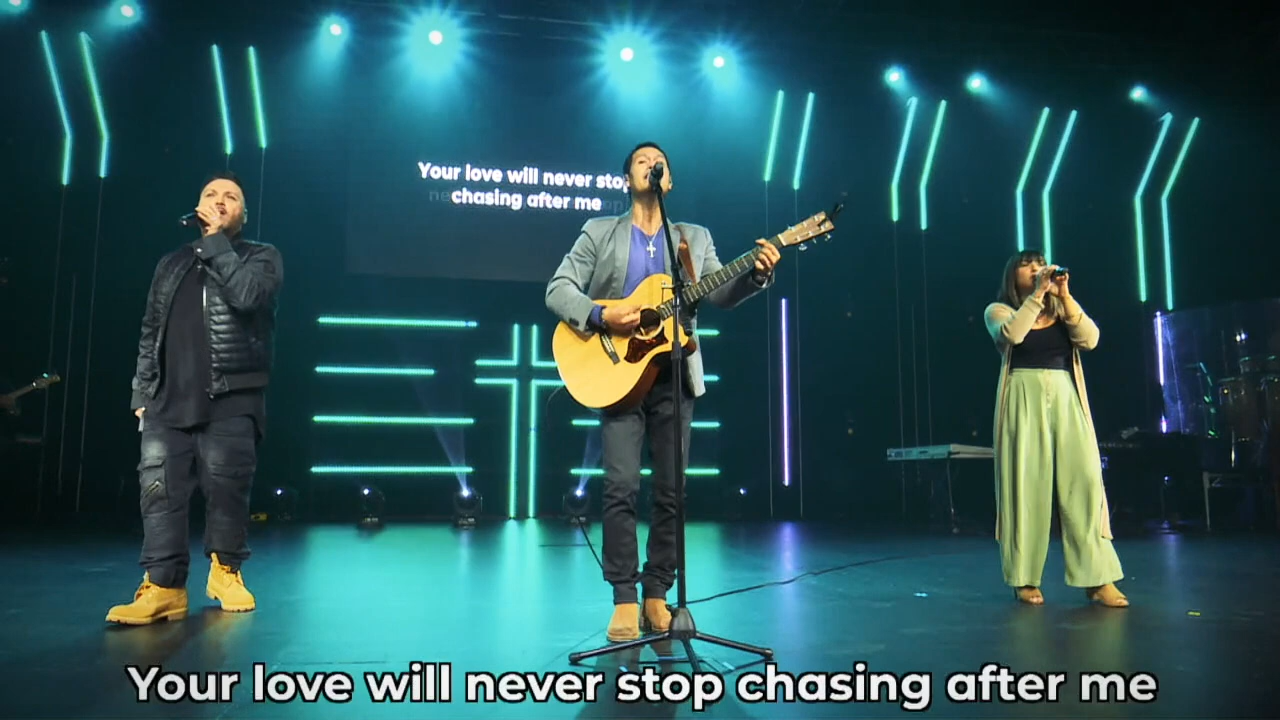 Your love will never stop
chasing after me
Your love will never stop chasing after me